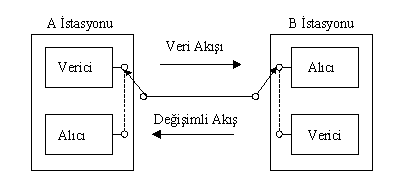 A İstasyonu
B İstasyonu
Veri Akışı
Verici
Alıcı
Değişimli Akış
Alıcı
Verici